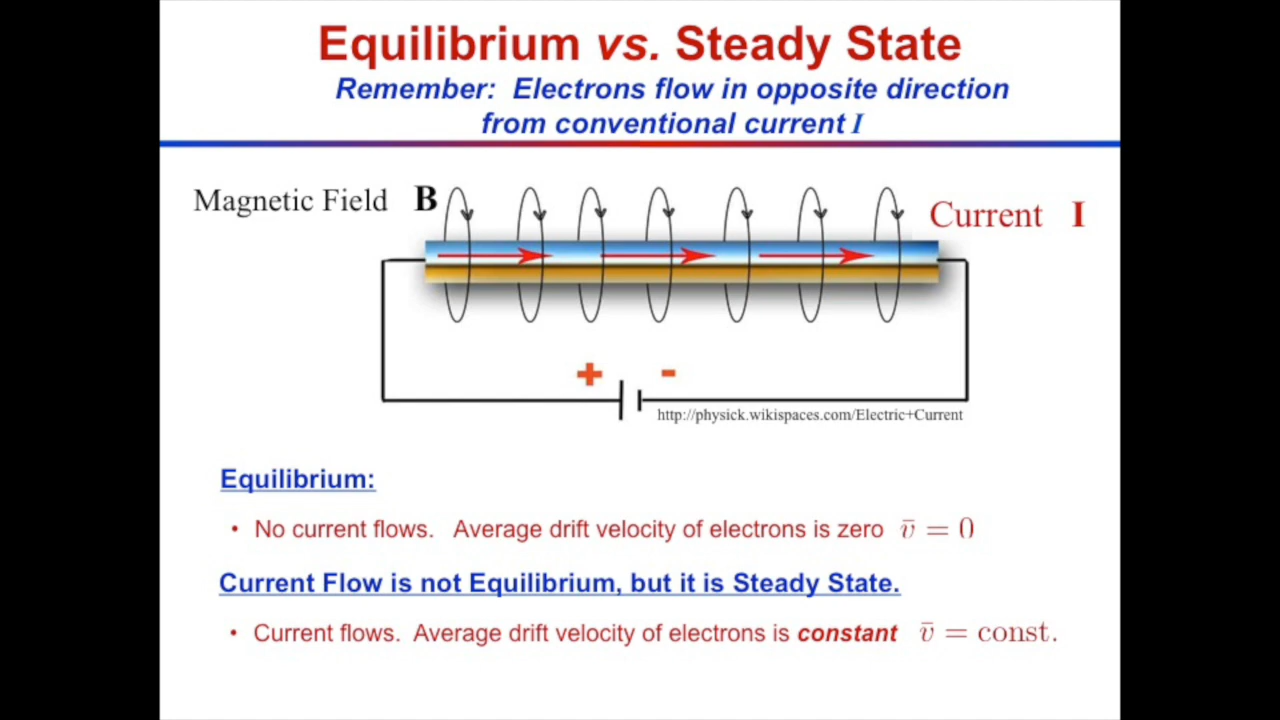 Equilibrium vs. Steady State
Remember: Electrons flow in opposite direction
from conventional current I
Magnetic Field B
Current I
+ -
http://physick.wikispaces.com/Electric+Current
Equilibrium:
• No current flows. Average drift velocity of electrons is zero v̄ = 0
Current Flow is not Equilibrium, but it is Steady State.
• Current flows. Average drift velocity of electrons is constant v̄ = const.